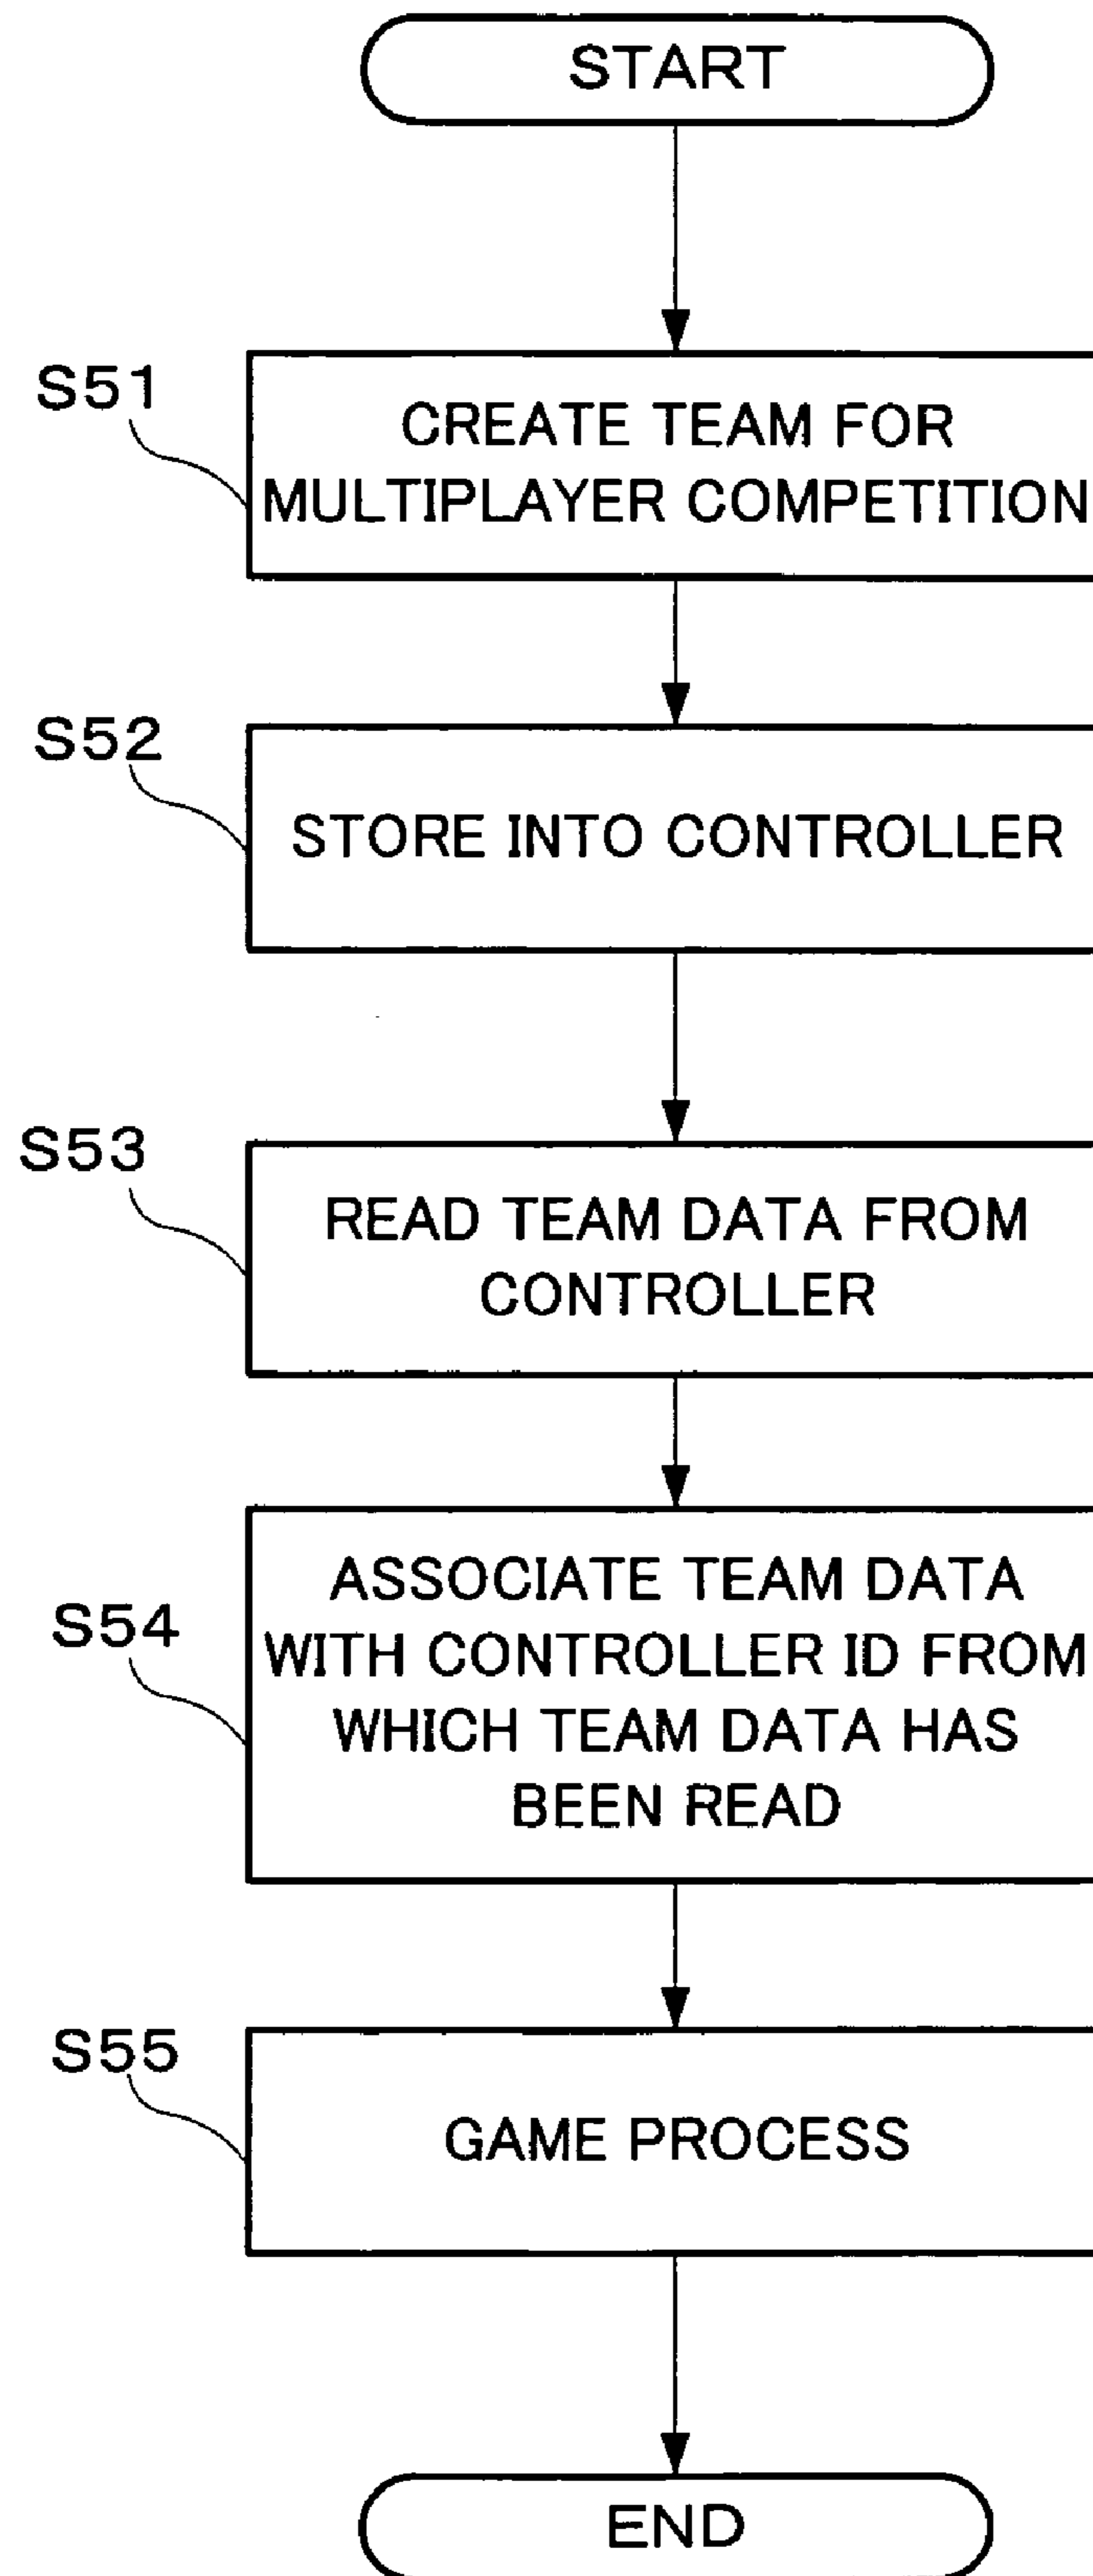 START
S51
CREATE TEAM FOR
MULTIPLAYER COMPETITION
S52
STORE INTO CONTROLLER
S53
READ TEAM DATA FROM
CONTROLLER
S54
ASSOCIATE TEAM DATA
WITH CONTROLLER ID FROM
WHICH TEAM DATA HAS
BEEN READ
S55
GAME PROCESS
END